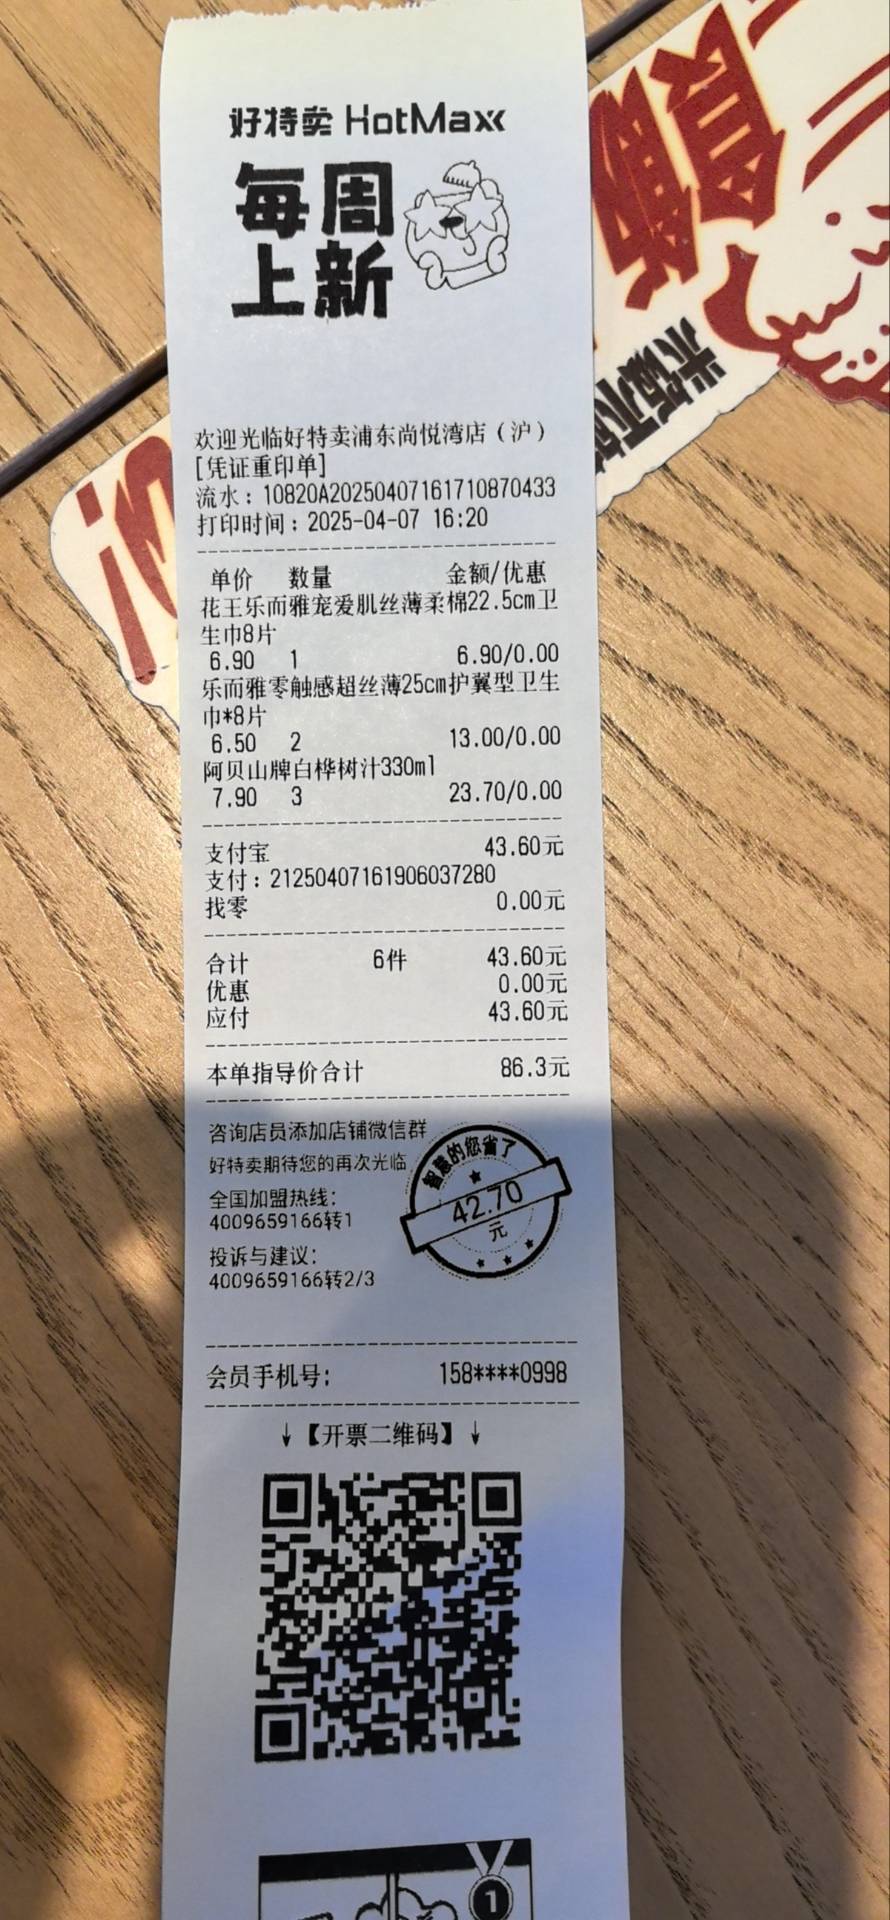 好特卖 HotMaxx
每周
上新
欢迎光临好特卖浦东尚悦湾店（沪）
[凭证重印单]
流水：10820A20250407161710870433
打印时间：2025-04-07 16:20
单价 数量 金额/优惠
花王乐而雅宠爱肌丝薄柔棉22.5cm卫
生巾8片
6.90 1 6.90/0.00
乐而雅零触感超丝薄25cm护翼型卫生
巾*8片
6.50 2 13.00/0.00
阿贝山牌白桦树汁330ml
7.90 3 23.70/0.00
支付宝 43.60元
支付：21250407161906037280
找零 0.00元
合计 6件 43.60元
优惠 0.00元
应付 43.60元
本单指导价合计 86.3元
咨询店员添加店铺微信群
好特卖期待您的再次光临
全国加盟热线：
4009659166转1
投诉与建议：
4009659166转2/3
智慧的您省了
42.70
元
会员手机号： 158****0998
↓【开票二维码】↓
1